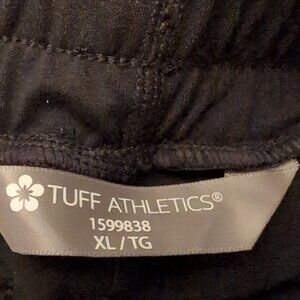 TUFF ATHLETICS®
1599838
XL / TG